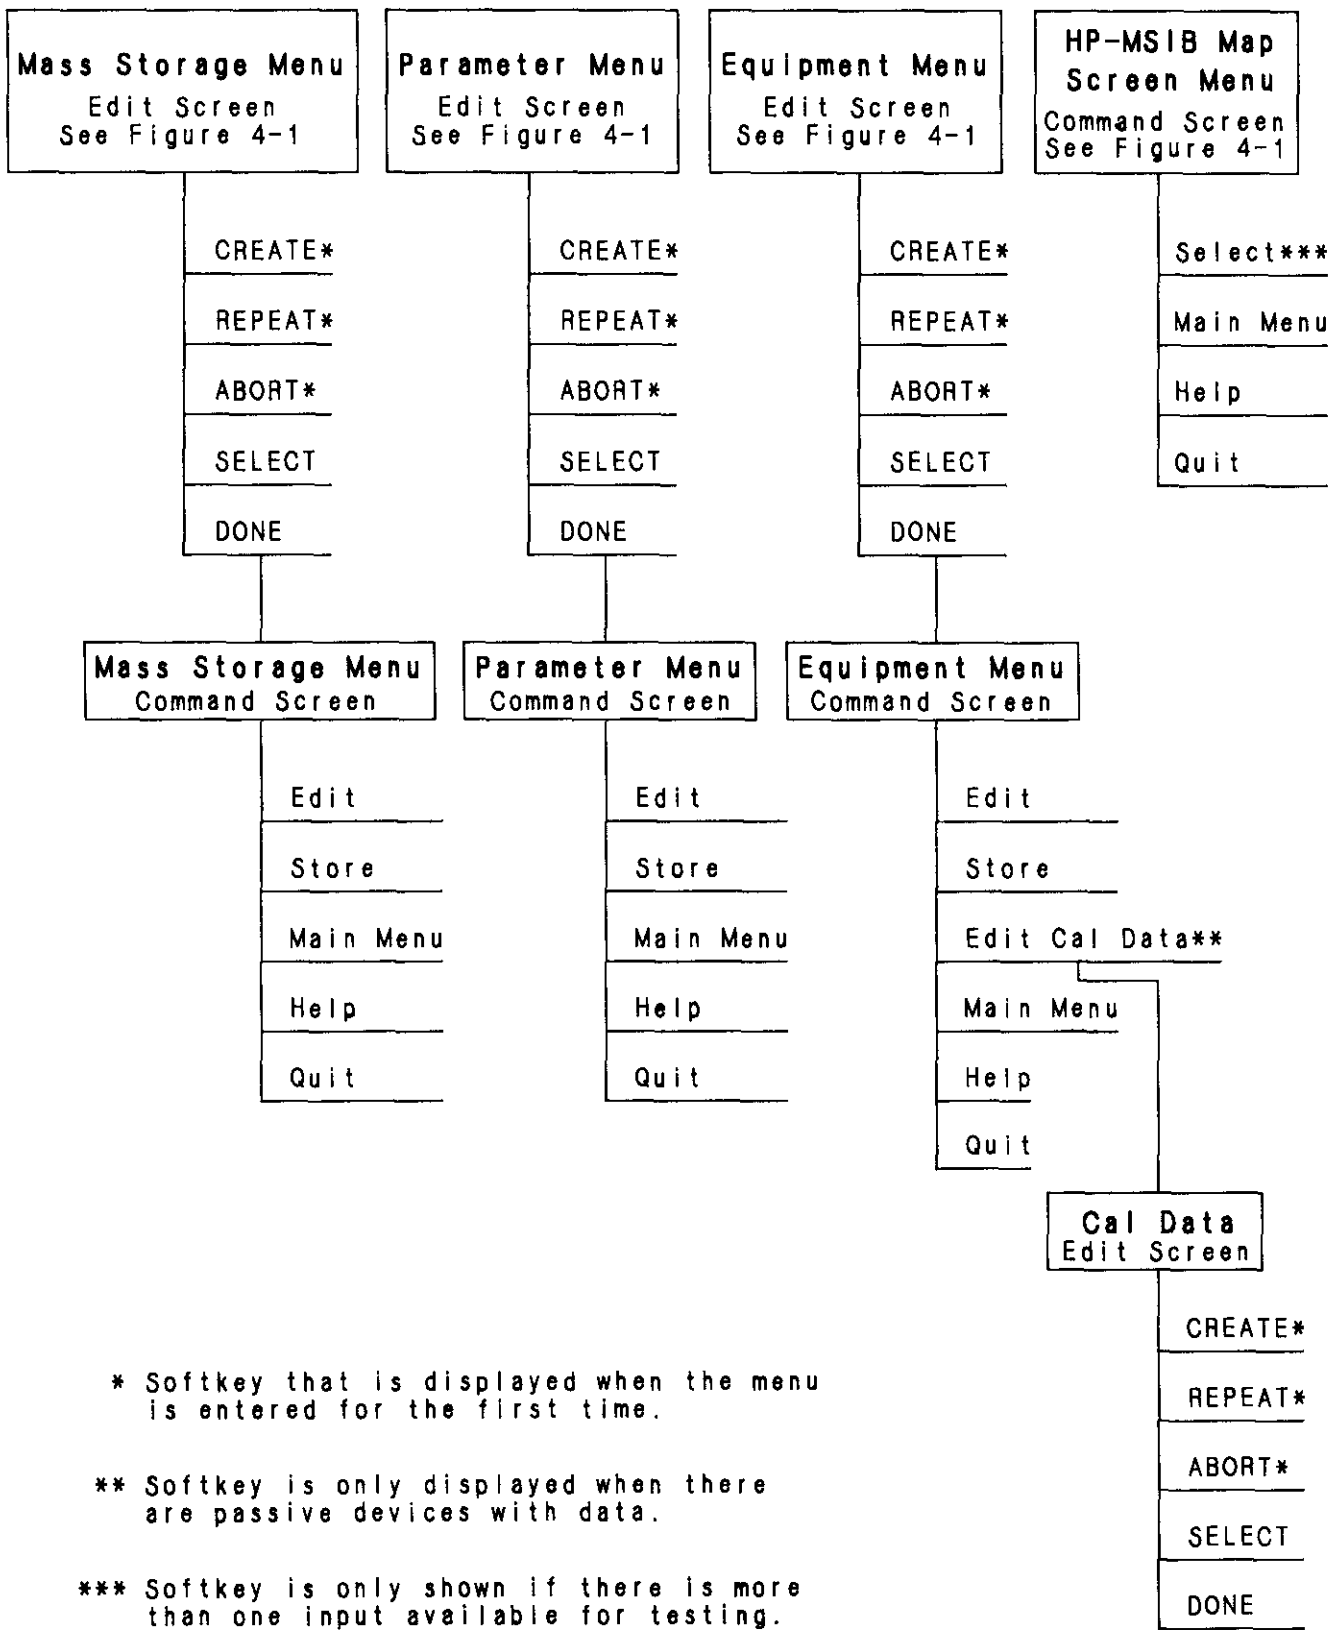 Mass Storage Menu
Edit Screen
See Figure 4-1
CREATE*
REPEAT*
ABORT*
SELECT
DONE
Mass Storage Menu
Command Screen
Edit
Store
Main Menu
Help
Quit
Parameter Menu
Edit Screen
See Figure 4-1
CREATE*
REPEAT*
ABORT*
SELECT
DONE
Parameter Menu
Command Screen
Edit
Store
Main Menu
Help
Quit
Equipment Menu
Edit Screen
See Figure 4-1
CREATE*
REPEAT*
ABORT*
SELECT
DONE
Equipment Menu
Command Screen
Edit
Store
Edit Cal Data**
Main Menu
Help
Quit
Cal Data
Edit Screen
CREATE*
REPEAT*
ABORT*
SELECT
DONE
HP-MSIB Map
Screen Menu
Command Screen
See Figure 4-1
Select***
Main Menu
Help
Quit
* Softkey that is displayed when the menu
is entered for the first time.
** Softkey is only displayed when there
are passive devices with data.
*** Softkey is only shown if there is more
than one input available for testing.